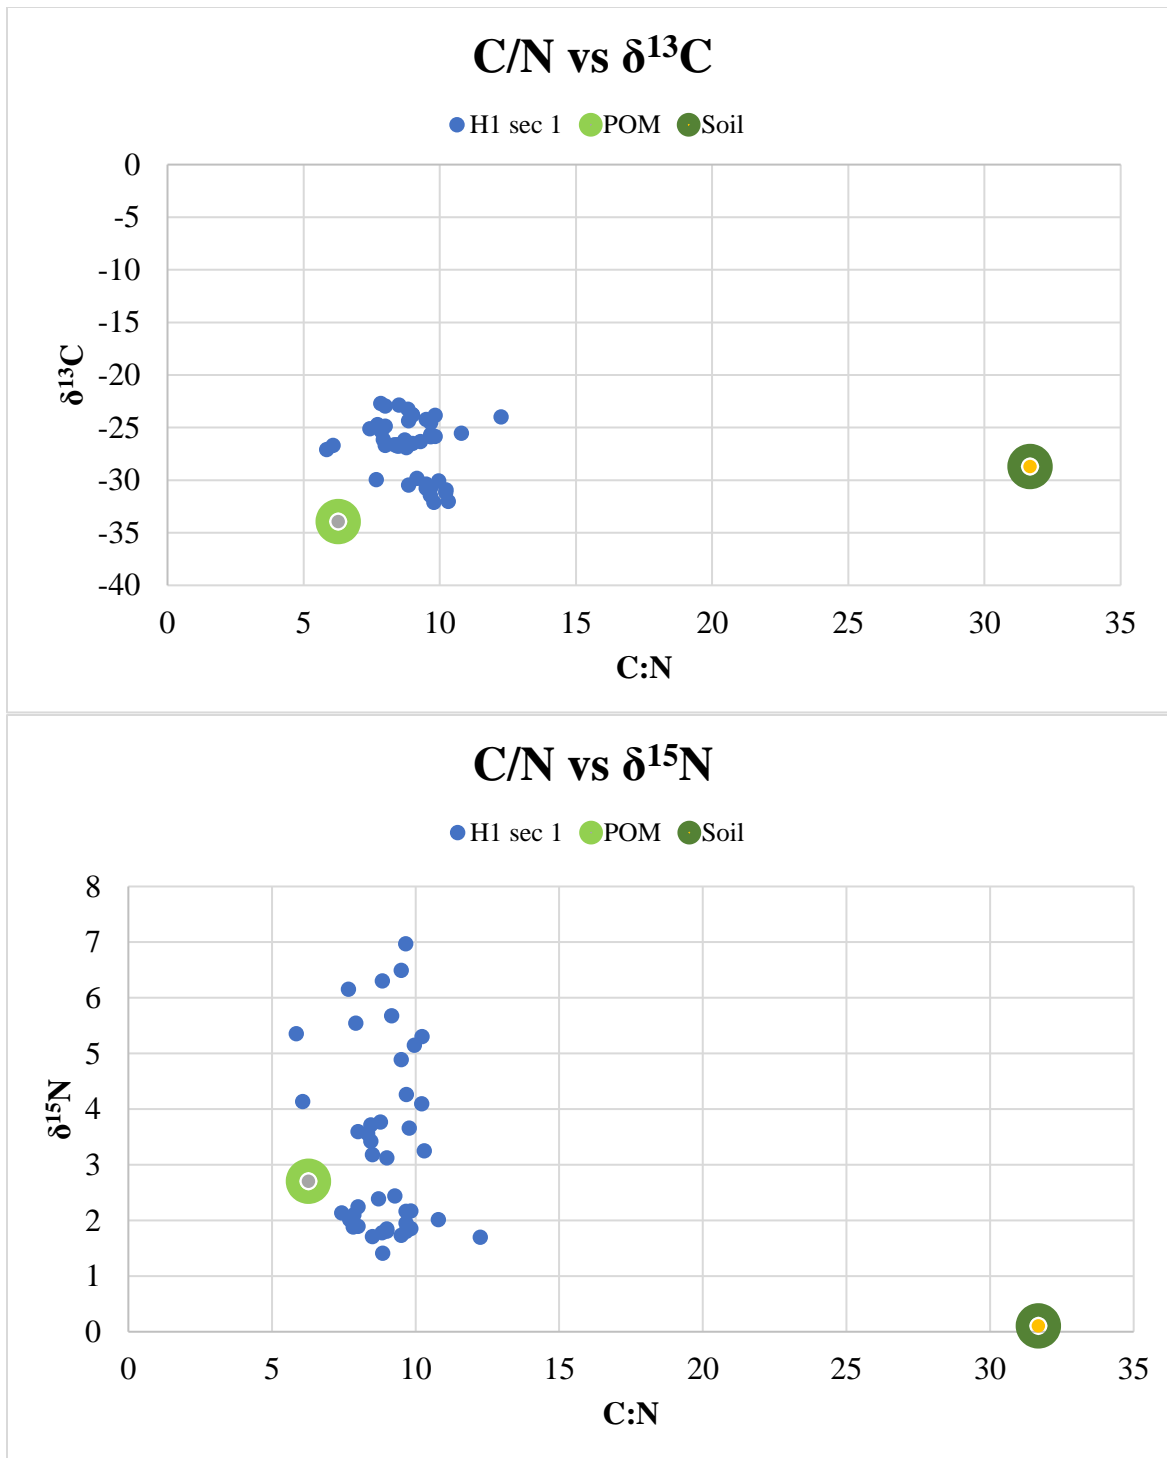 C/N vs δ¹³C
H1 sec 1 POM Soil
0
-5
-10
-15
-20
-25
-30
-35
-40
δ¹³C
0 5 10 15 20 25 30 35
C:N
C/N vs δ¹⁵N
H1 sec 1 POM Soil
8
7
6
5
4
3
2
1
0
δ¹⁵N
0 5 10 15 20 25 30 35
C:N